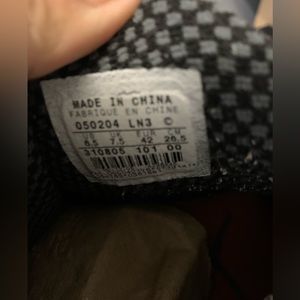 MADE IN CHINA
FABRIQUE EN CHINE
050204 LN3 ©
US UK EUR CM
8.5 7.5 42 26.5
310805 101 00